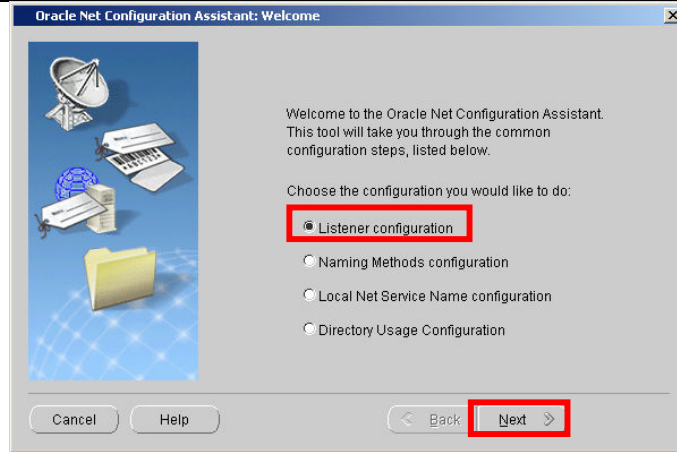 Oracle Net Configuration Assistant: Welcome
Welcome to the Oracle Net Configuration Assistant.
This tool will take you through the common
configuration steps, listed below.
Choose the configuration you would like to do:
Listener configuration
Naming Methods configuration
Local Net Service Name configuration
Directory Usage Configuration
Cancel Help Back Next